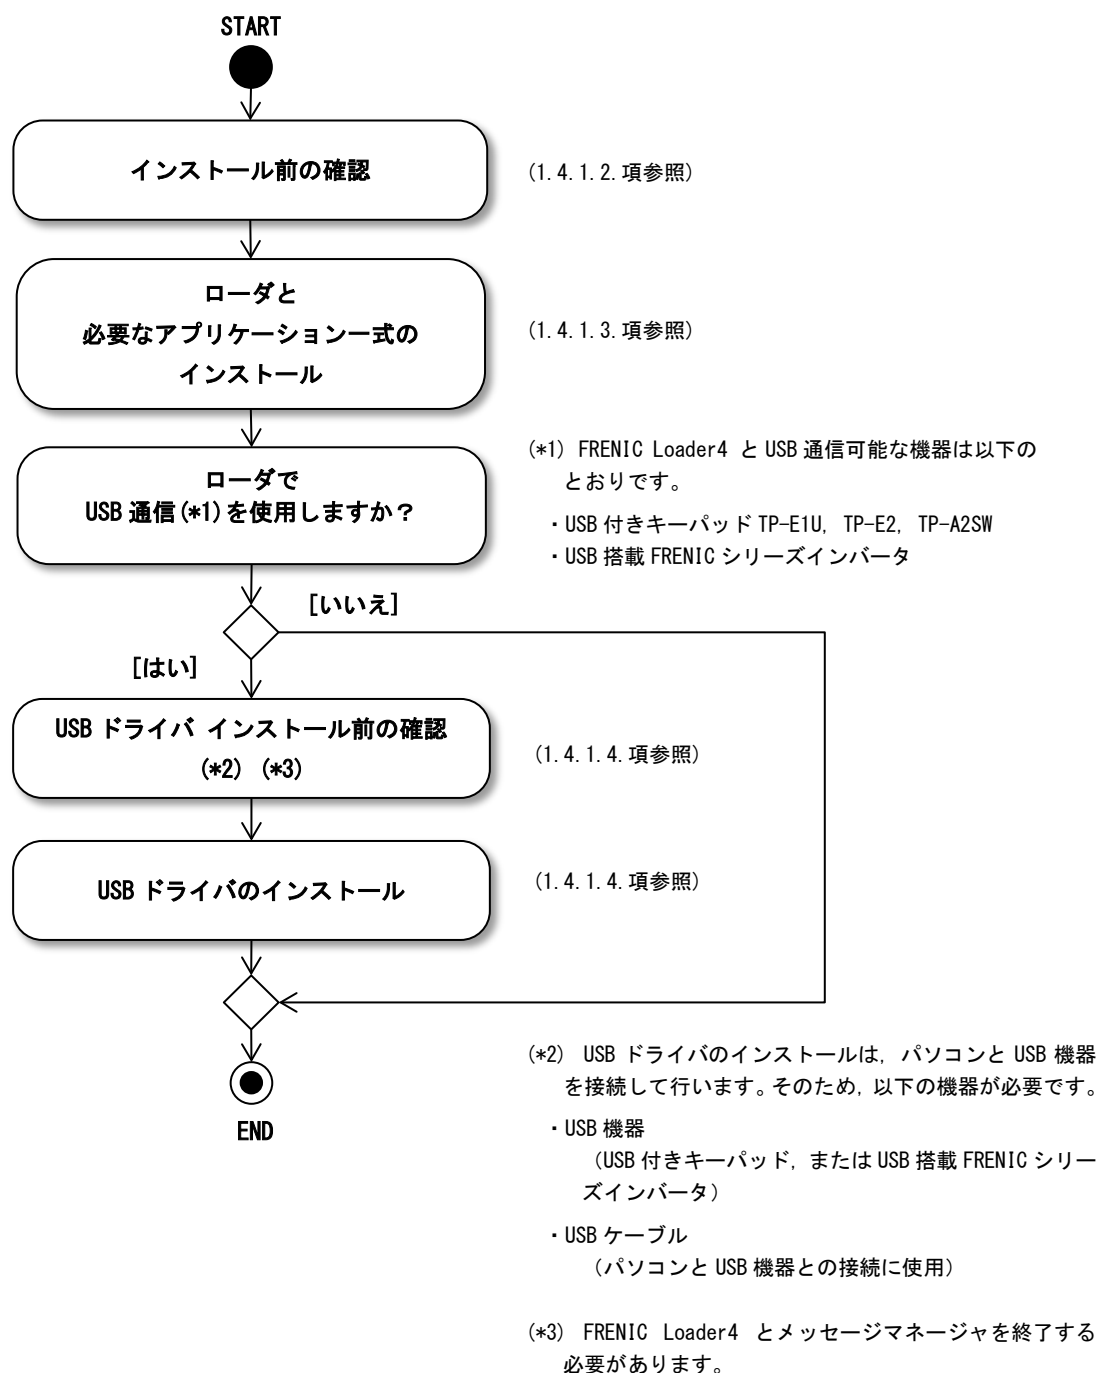 START
インストール前の確認
(1.4.1.2.項参照)
ローダと
必要なアプリケーション一式の
インストール
(1.4.1.3.項参照)
ローダで
USB 通信(*1)を使用しますか？
(*1) FRENIC Loader4 と USB 通信可能な機器は以下の
とおりです。
・USB 付きキーパッド TP-E1U, TP-E2, TP-A2SW
・USB 搭載 FRENIC シリーズインバータ
[いいえ]
[はい]
USB ドライバ インストール前の確認
(*2) (*3)
(1.4.1.4.項参照)
USB ドライバのインストール
(1.4.1.4.項参照)
END
(*2) USB ドライバのインストールは, パソコンと USB 機器
を接続して行います。そのため, 以下の機器が必要です。
・USB 機器
（USB 付きキーパッド, または USB 搭載 FRENIC シリー
ズインバータ）
・USB ケーブル
（パソコンと USB 機器との接続に使用）
(*3) FRENIC Loader4 とメッセージマネージャを終了する
必要があります。